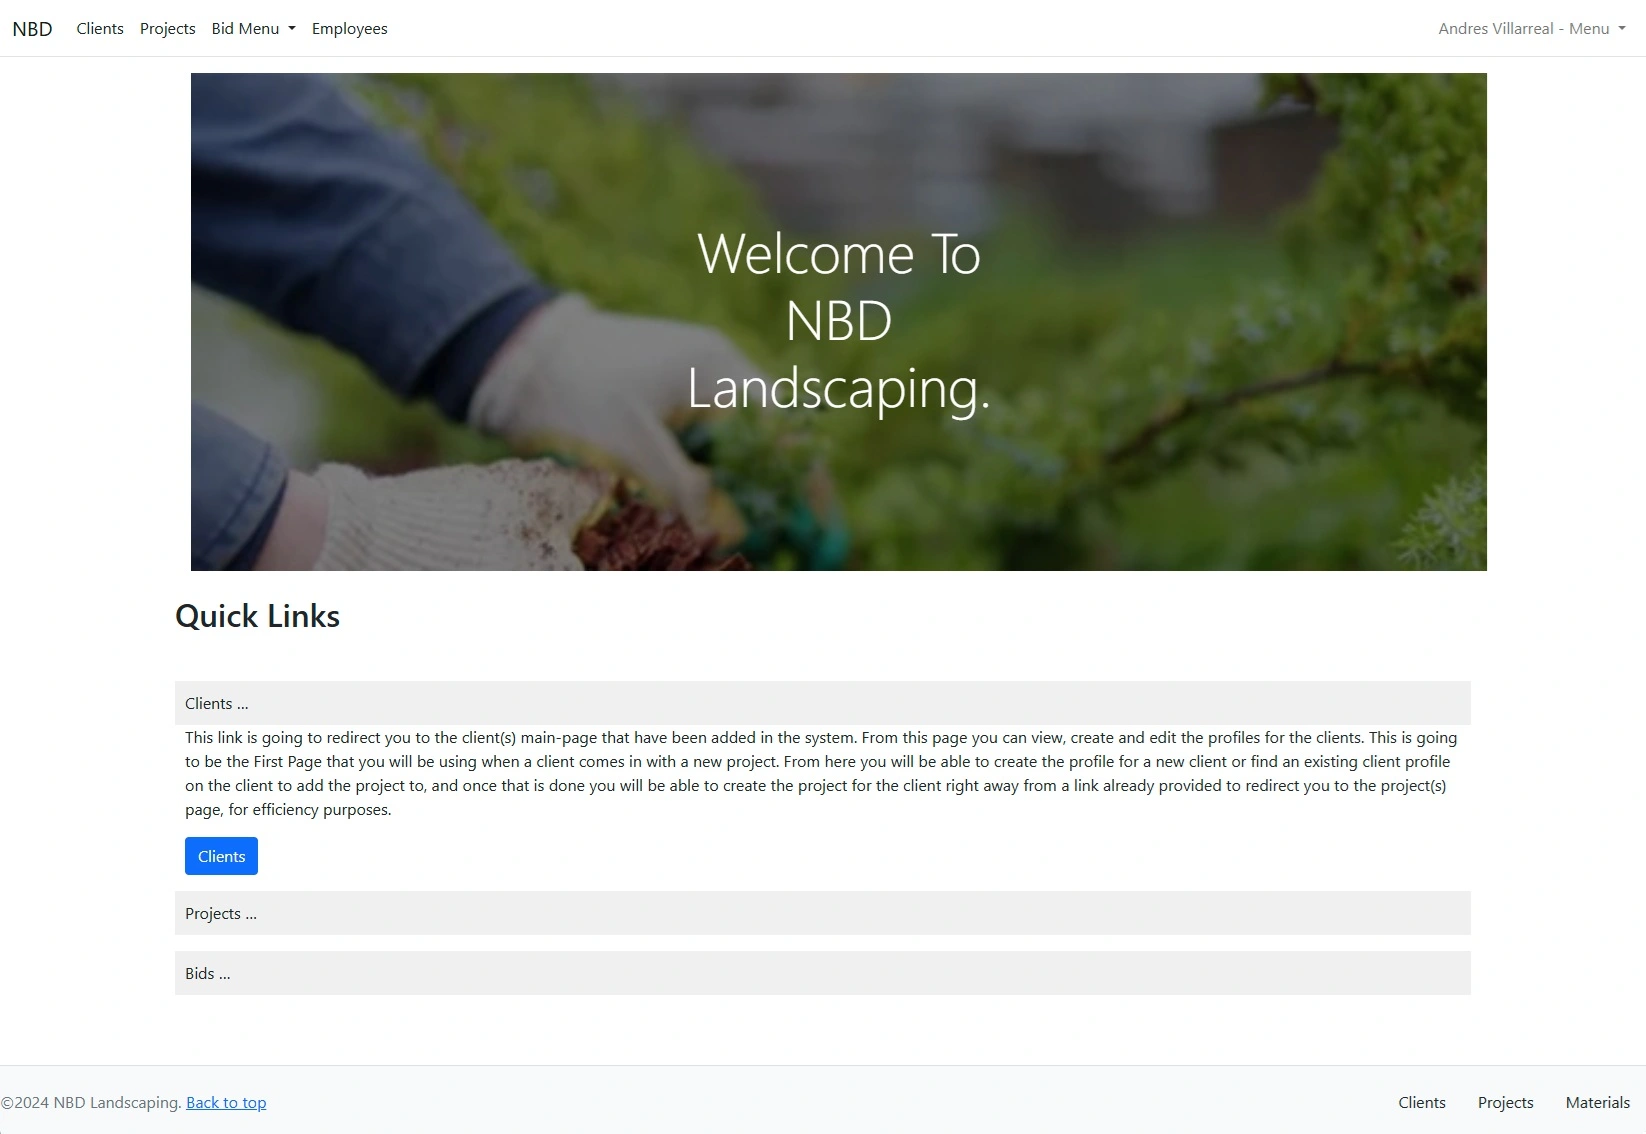 NBD Clients Projects Bid Menu Employees Andres Villarreal - Menu
Welcome To
NBD
Landscaping.
Quick Links
Clients ...
This link is going to redirect you to the client(s) main-page that have been added in the system. From this page you can view, create and edit the profiles for the clients. This is going
to be the First Page that you will be using when a client comes in with a new project. From here you will be able to create the profile for a new client or find an existing client profile
on the client to add the project to, and once that is done you will be able to create the project for the client right away from a link already provided to redirect you to the project(s)
page, for efficiency purposes.
Clients
Projects ...
Bids ...
©2024 NBD Landscaping. Back to top Clients Projects Materials